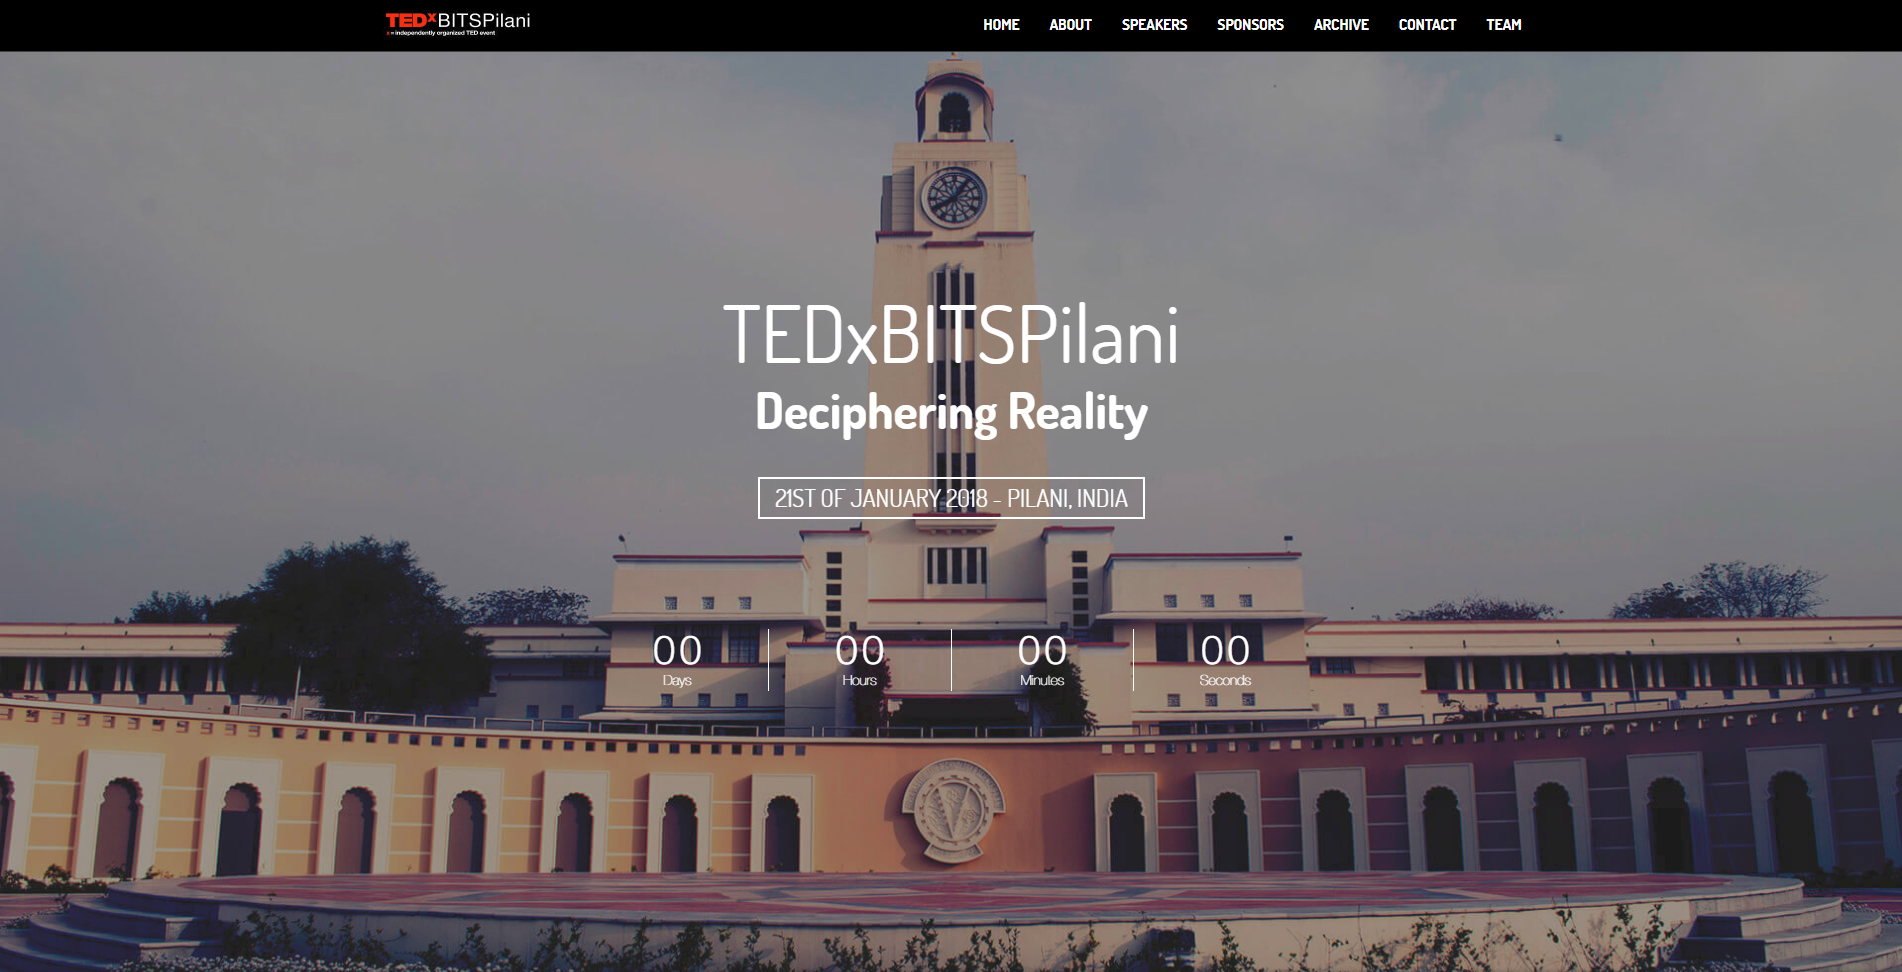 TEDxBITSPilani
x = independently organized TED event
HOME ABOUT SPEAKERS SPONSORS ARCHIVE CONTACT TEAM
TEDxBITSPilani
Deciphering Reality
21ST OF JANUARY 2018 - PILANI, INDIA
00 00 00 00
Days Hours Minutes Seconds